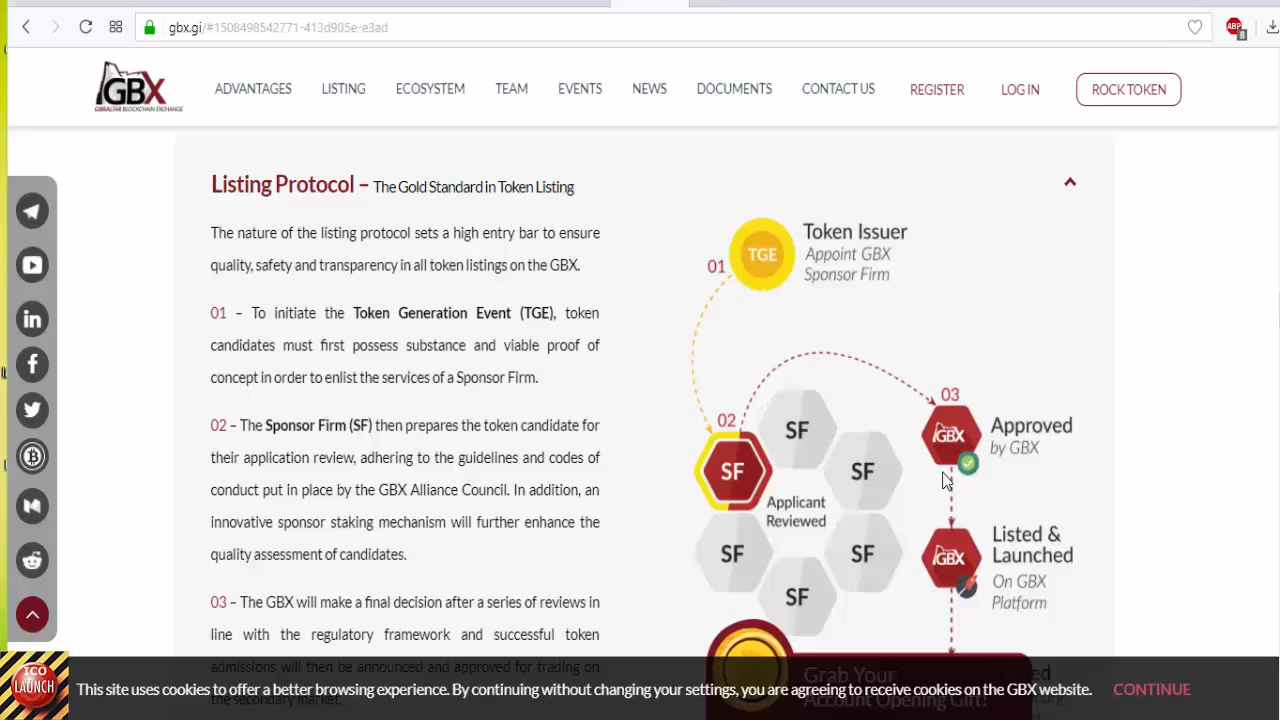 gbx.gi/#1508498542771-413d905e-e3ad
ABP
8
GBX
GIBRALTAR BLOCKCHAIN EXCHANGE
ADVANTAGES
LISTING
ECOSYSTEM
TEAM
EVENTS
NEWS
DOCUMENTS
CONTACT US
REGISTER
LOG IN
ROCK TOKEN
Listing Protocol – The Gold Standard in Token Listing
The nature of the listing protocol sets a high entry bar to ensure
quality, safety and transparency in all token listings on the GBX.
01 – To initiate the Token Generation Event (TGE), token
candidates must first possess substance and viable proof of
concept in order to enlist the services of a Sponsor Firm.
02 – The Sponsor Firm (SF) then prepares the token candidate for
their application review, adhering to the guidelines and codes of
conduct put in place by the GBX Alliance Council. In addition, an
innovative sponsor staking mechanism will further enhance the
quality assessment of candidates.
03 – The GBX will make a final decision after a series of reviews in
line with the regulatory framework and successful token
admissions will then be announced and approved for trading on
the secondary market.
01
TGE
Token Issuer
Appoint GBX
Sponsor Firm
02
SF
SF
SF
SF
SF
SF
Applicant
Reviewed
03
GBX
Approved
by GBX
GBX
Listed &
Launched
On GBX
Platform
Grab Your
Account Opening Gift!
ICO
LAUNCH
This site uses cookies to offer a better browsing experience. By continuing without changing your settings, you are agreeing to receive cookies on the GBX website.
CONTINUE